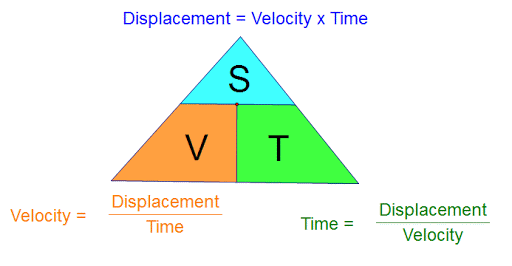 Displacement = Velocity x Time
S
V T
Velocity = Displacement
Time
Time = Displacement
Velocity